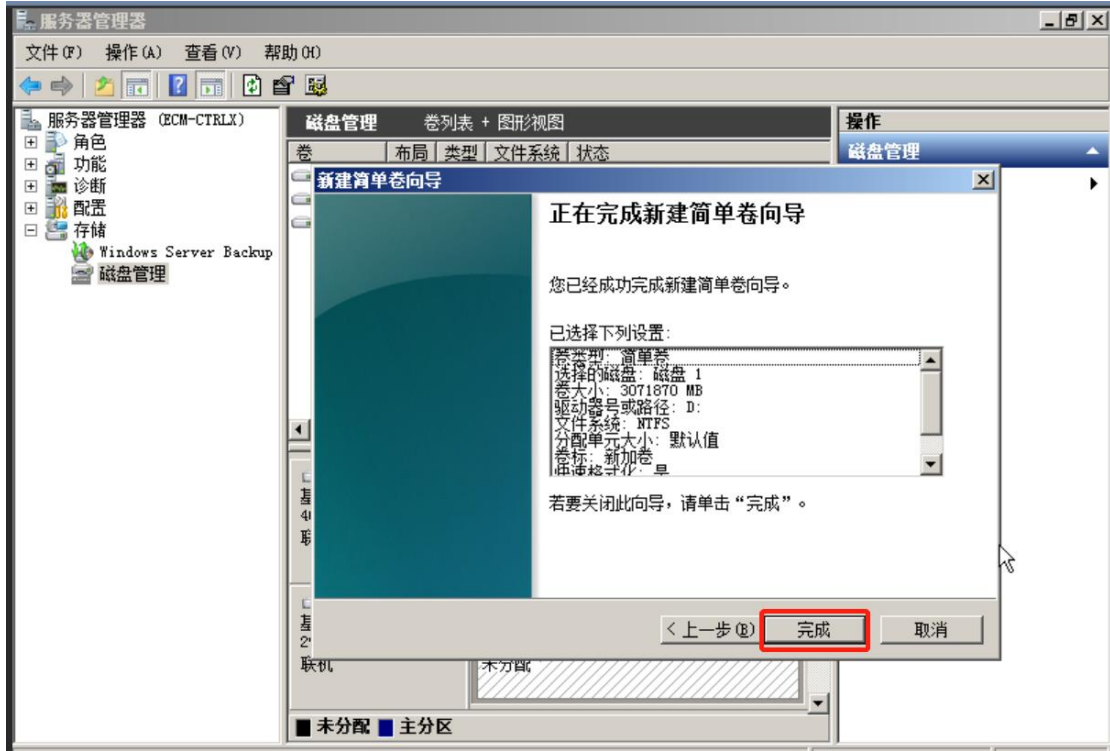 服务器管理器
文件(F) 操作(A) 查看(V) 帮助(H)
服务器管理器 (ECM-CTRLX)
角色
功能
诊断
配置
存储
Windows Server Backup
磁盘管理
磁盘管理 卷列表 + 图形视图
卷 布局 类型 文件系统 状态
操作
磁盘管理
新建简单卷向导
正在完成新建简单卷向导
您已经成功完成新建简单卷向导。
已选择下列设置:
卷类型: 简单卷
选择的磁盘: 磁盘 1
卷大小: 3071870 MB
驱动器号或路径: D:
文件系统: NTFS
分配单元大小: 默认值
卷标: 新加卷
快速格式化: 是
若要关闭此向导，请单击“完成”。
<上一步(B) 完成 取消
联机
未分配
未分配 主分区